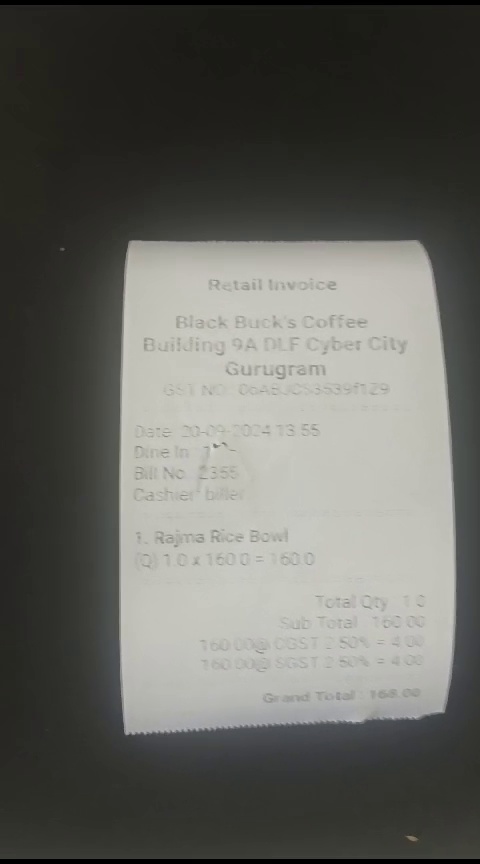 Retail Invoice
Black Buck's Coffee
Building 9A DLF Cyber City
Gurugram
GST NO
Date: 20-09-2024 13:55
Dine In :
Bill No.: 2355
Cashier: biller
1. Rajma Rice Bowl
(Q) 1.0 x 160.0 = 160.0
Total Qty : 1.0
Sub Total : 160.00
160.00@ CGST 2.50% = 4.00
160.00@ SGST 2.50% = 4.00
Grand Total : 168.00